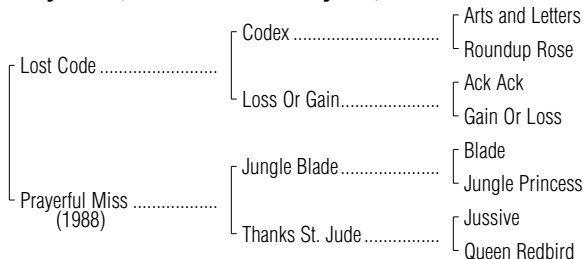 Arts and Letters
Codex
Roundup Rose
Lost Code
Ack Ack
Loss Or Gain
Gain Or Loss
Blade
Jungle Blade
Jungle Princess
Prayerful Miss
(1988)
Jussive
Thanks St. Jude
Queen Redbird